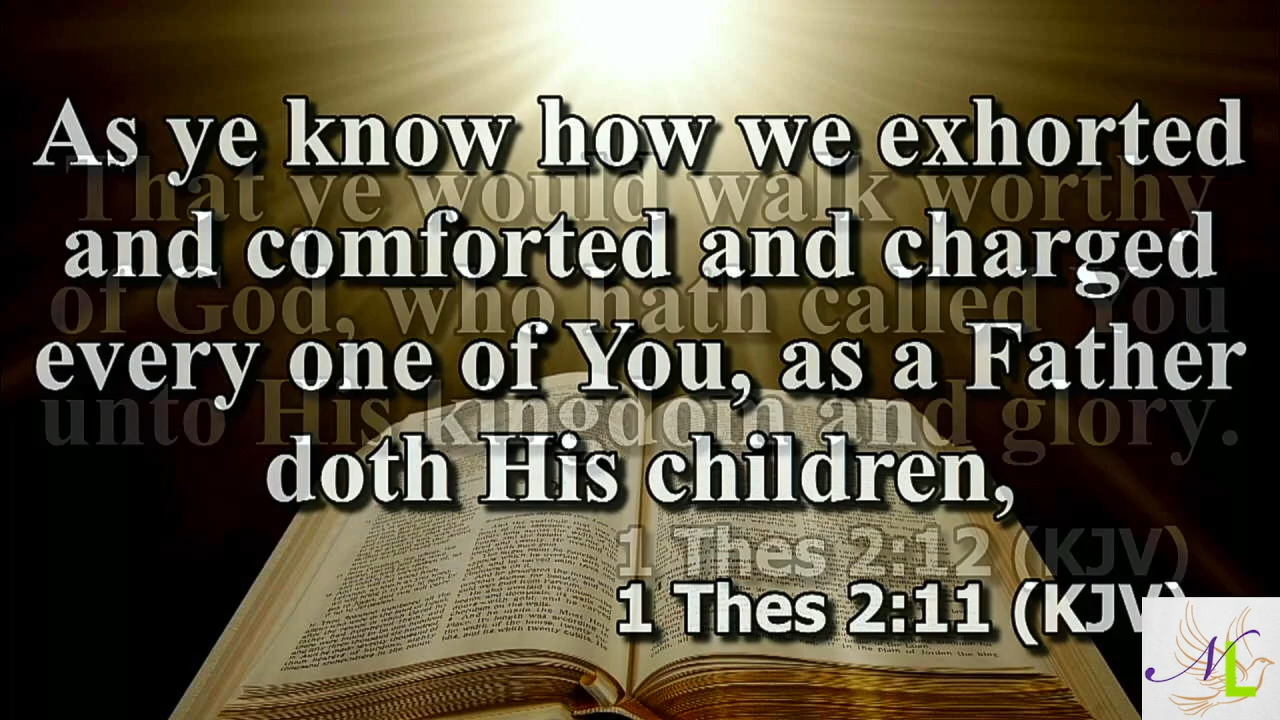 As ye know how we exhorted
That ye would walk worthy
and comforted and charged
of God, who hath called You
every one of You, as a Father
unto His kingdom and glory.
doth His children,
1 Thes 2:12 (KJV)
1 Thes 2:11 (KJV)
ML